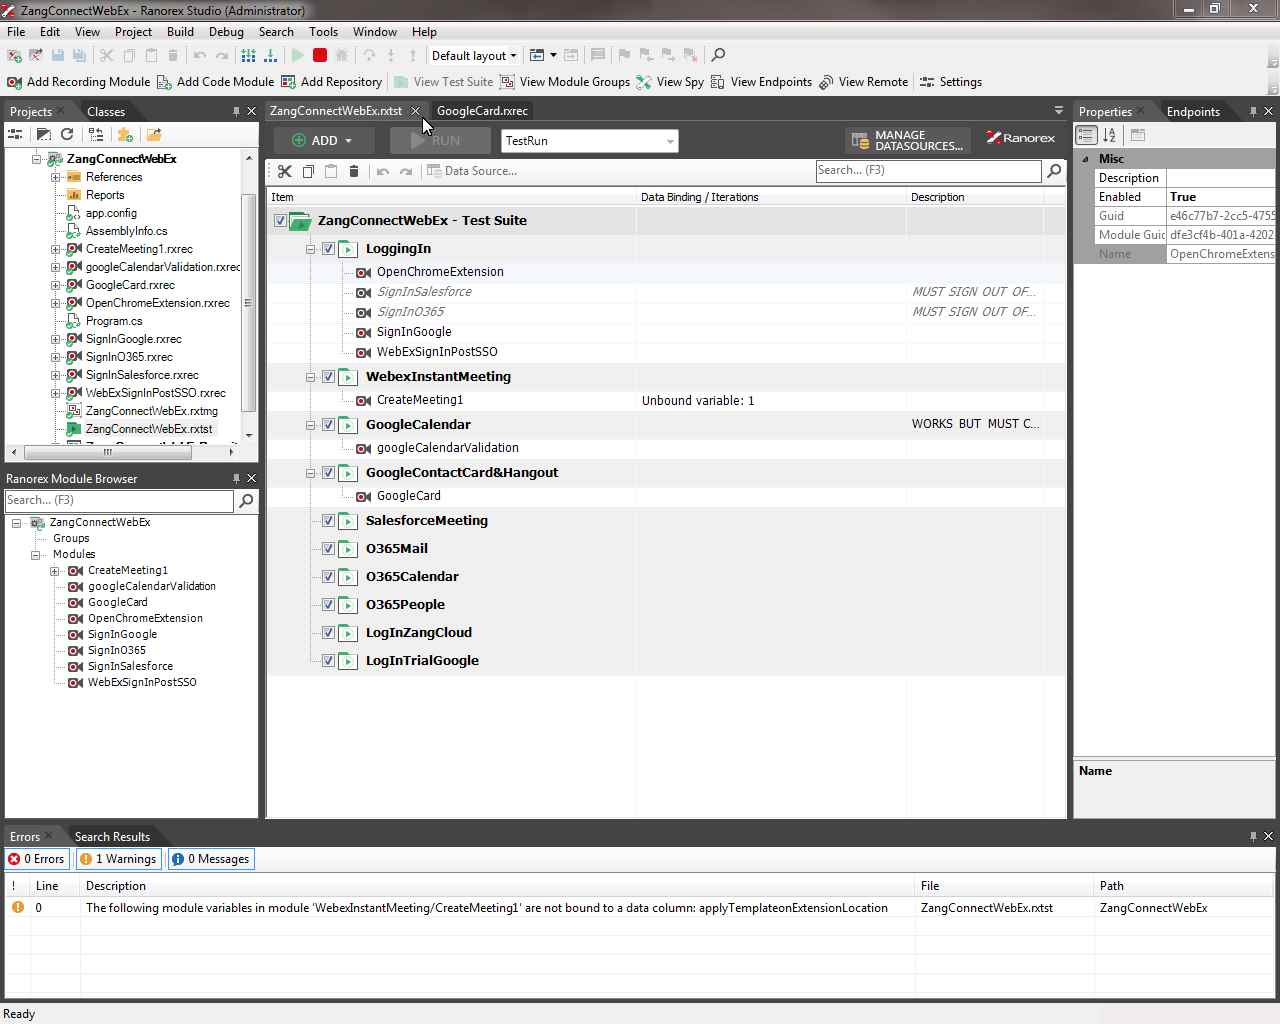 ZangConnectWebEx - Ranorex Studio (Administrator)
File Edit View Project Build Debug Search Tools Window Help
Default layout
Add Recording Module Add Code Module Add Repository View Test Suite View Module Groups View Spy View Endpoints View Remote Settings
Projects Classes
ZangConnectWebEx
References
Reports
app.config
AssemblyInfo.cs
CreateMeeting1.rxrec
googleCalendarValidation.rxrec
GoogleCard.rxrec
OpenChromeExtension.rxrec
Program.cs
SignInGoogle.rxrec
SignInO365.rxrec
SignInSalesforce.rxrec
WebExSignInPostSSO.rxrec
ZangConnectWebEx.rxtmg
ZangConnectWebEx.rxtst
Ranorex Module Browser
Search... (F3)
ZangConnectWebEx
Groups
Modules
CreateMeeting1
googleCalendarValidation
GoogleCard
OpenChromeExtension
SignInGoogle
SignInO365
SignInSalesforce
WebExSignInPostSSO
ZangConnectWebEx.rxtst GoogleCard.rxrec
ADD RUN TestRun MANAGE
DATASOURCES... Ranorex
Data Source... Search... (F3)
Item Data Binding / Iterations Description
ZangConnectWebEx - Test Suite
LoggingIn
OpenChromeExtension
SignInSalesforce MUST SIGN OUT OF...
SignInO365 MUST SIGN OUT OF...
SignInGoogle
WebExSignInPostSSO
WebexInstantMeeting
CreateMeeting1 Unbound variable: 1
GoogleCalendar WORKS BUT MUST C...
googleCalendarValidation
GoogleContactCard&Hangout
GoogleCard
SalesforceMeeting
O365Mail
O365Calendar
O365People
LogInZangCloud
LogInTrialGoogle
Properties Endpoints
Misc
Description
Enabled True
Guid e46c77b7-2cc5-4755
Module Guid dfe3cf4b-401a-4202
Name OpenChromeExtens
Name
Errors Search Results
0 Errors 1 Warnings 0 Messages
! Line Description File Path
0 The following module variables in module 'WebexInstantMeeting/CreateMeeting1' are not bound to a data column: applyTemplateonExtensionLocation ZangConnectWebEx.rxtst ZangConnectWebEx
Ready